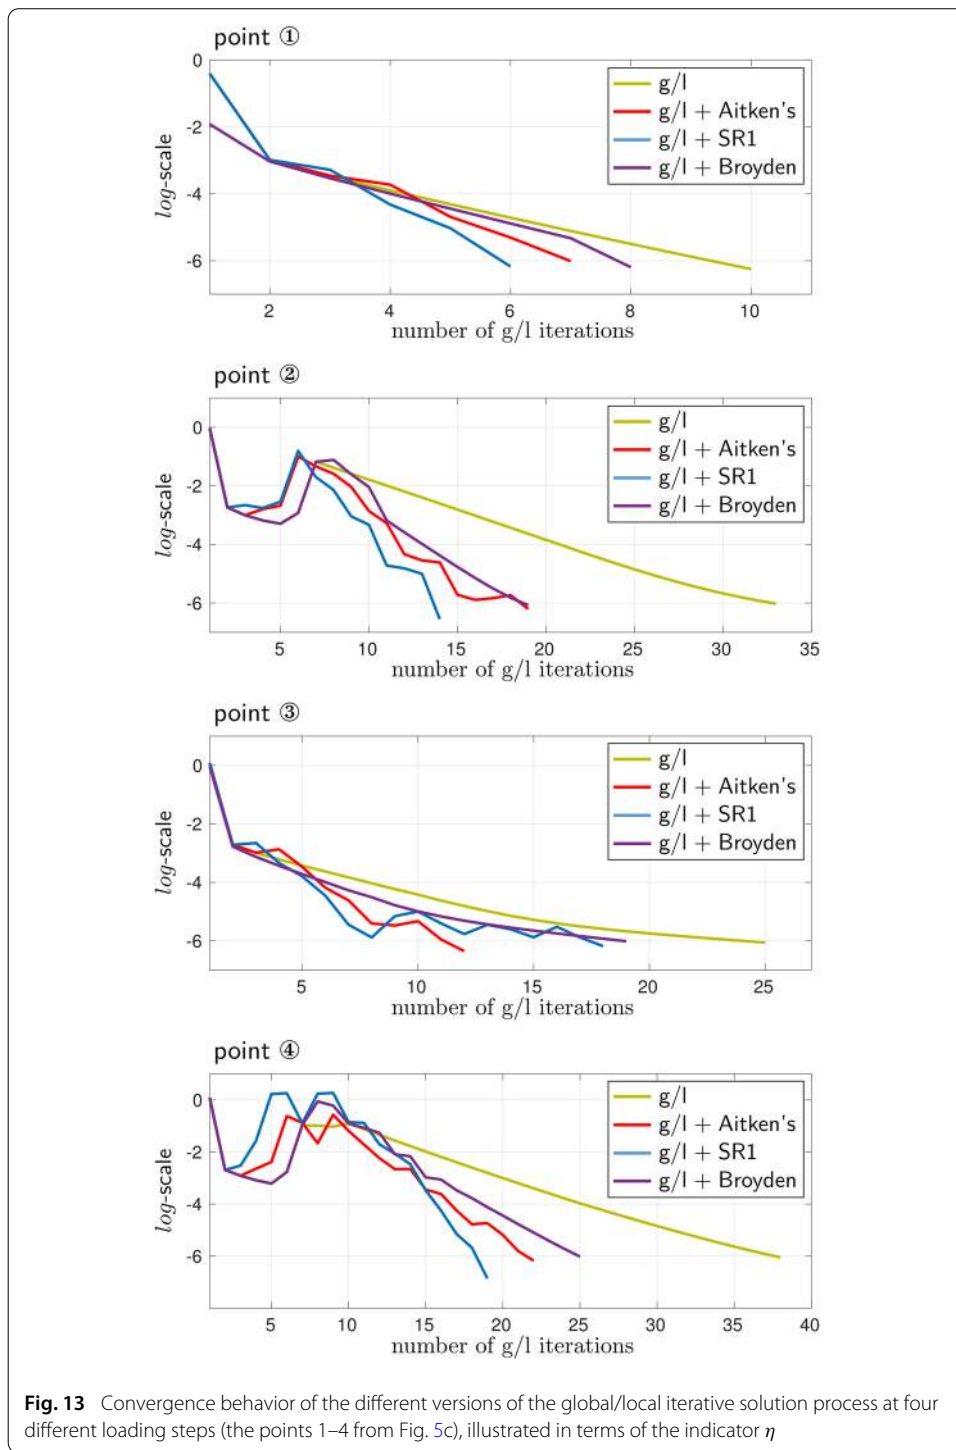 point ①
0
-2
-4
-6
log-scale
g/l
g/l + Aitken's
g/l + SR1
g/l + Broyden
2 4 6 8 10
number of g/l iterations
point ②
0
-2
-4
-6
log-scale
g/l
g/l + Aitken's
g/l + SR1
g/l + Broyden
5 10 15 20 25 30 35
number of g/l iterations
point ③
0
-2
-4
-6
log-scale
g/l
g/l + Aitken's
g/l + SR1
g/l + Broyden
5 10 15 20 25
number of g/l iterations
point ④
0
-2
-4
-6
log-scale
g/l
g/l + Aitken's
g/l + SR1
g/l + Broyden
5 10 15 20 25 30 35 40
number of g/l iterations
Fig. 13 Convergence behavior of the different versions of the global/local iterative solution process at four
different loading steps (the points 1–4 from Fig. 5c), illustrated in terms of the indicator η